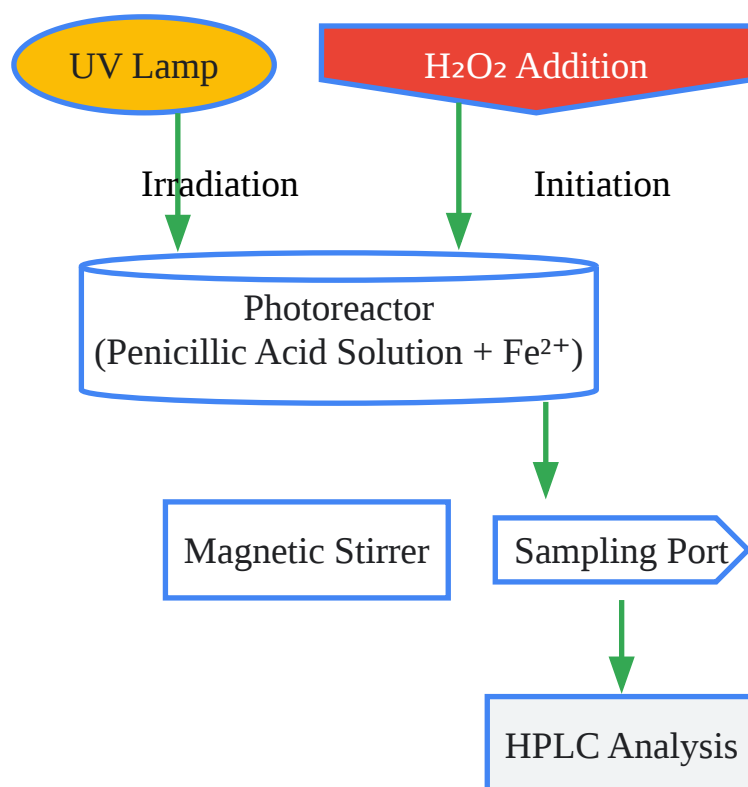 UV Lamp
H₂O₂ Addition
Irradiation
Initiation
Photoreactor
(Penicillic Acid Solution + Fe²⁺)
Magnetic Stirrer
Sampling Port
HPLC Analysis